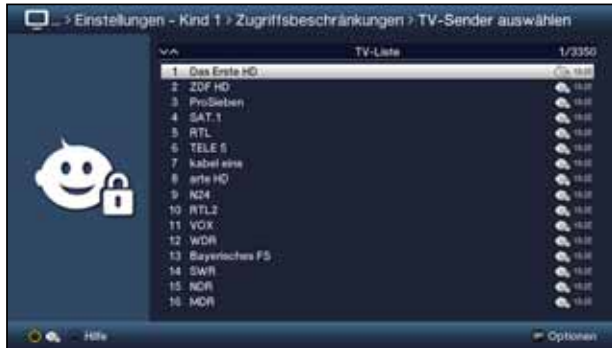 ... > Einstellungen - Kind 1 > Zugriffsbeschränkungen > TV-Sender auswählen
TV-Liste 1/3350
1 Das Erste HD
2 ZDF HD
3 ProSieben
4 SAT.1
5 RTL
6 TELE 5
7 kabel eins
8 arte HD
9 N24
10 RTL2
11 VOX
12 WDR
13 Bayerisches FS
14 SWR
15 NDR
16 MDR
Hilfe Optionen